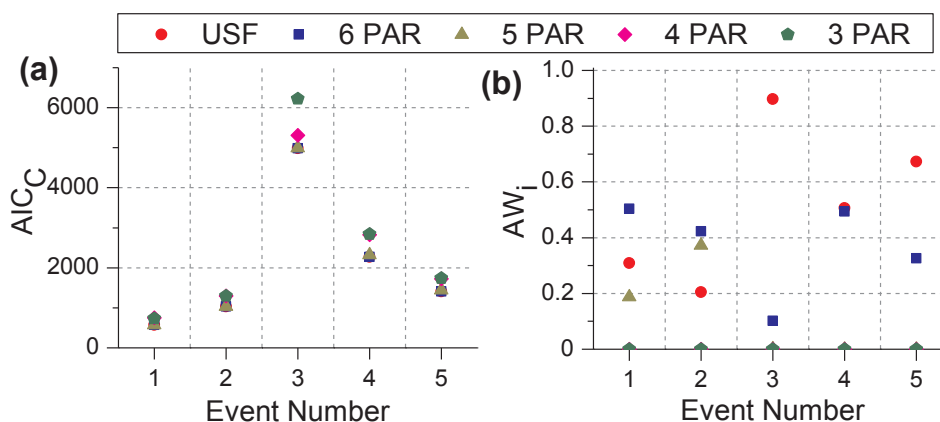 USF 6 PAR 5 PAR 4 PAR 3 PAR
(a)
6000
4000
2000
0
AICC
1 2 3 4 5
Event Number
(b)
1.0
0.8
0.6
0.4
0.2
0
AWi
1 2 3 4 5
Event Number